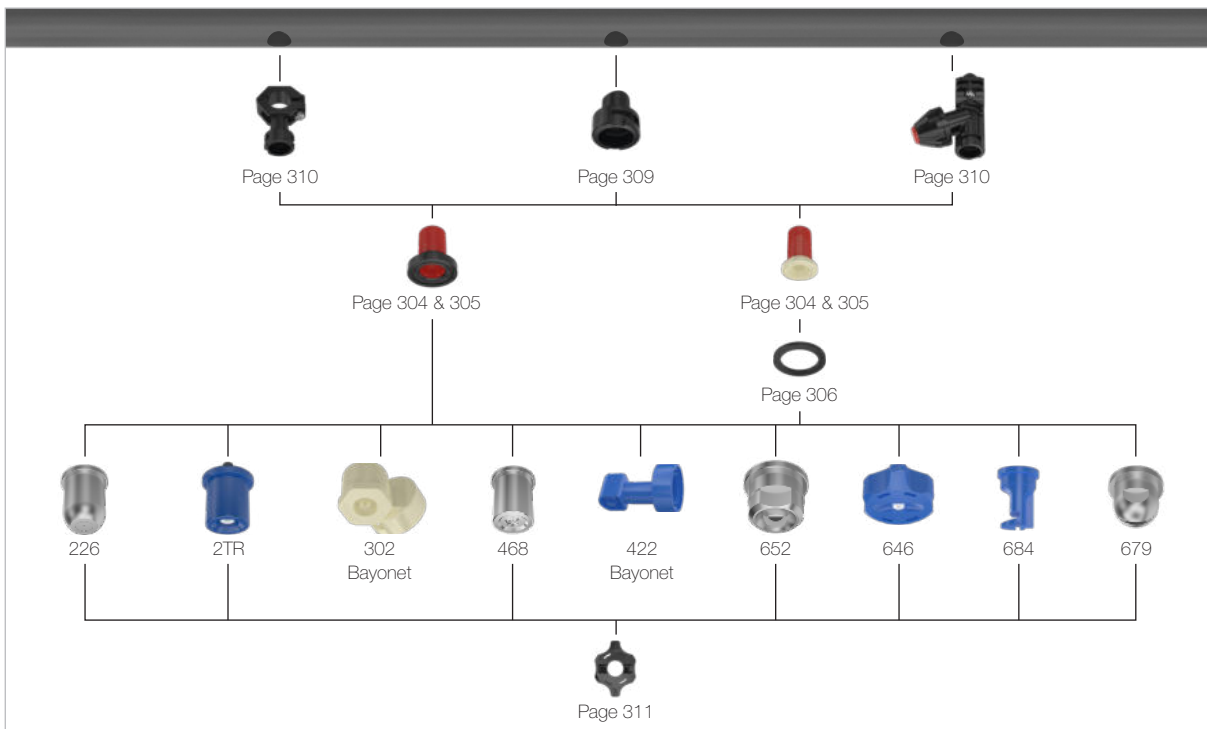 Page 310
Page 309
Page 310
Page 304 & 305
Page 304 & 305
Page 306
226
2TR
302
Bayonet
468
422
Bayonet
652
646
684
679
Page 311